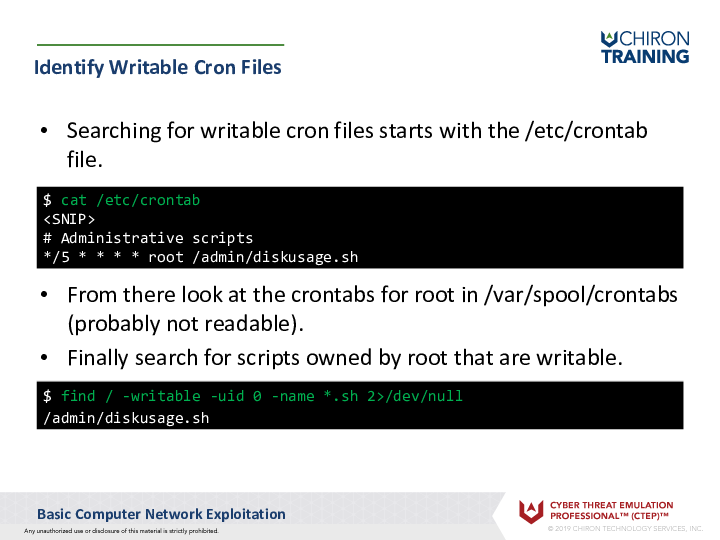 CHIRON
TRAINING
Identify Writable Cron Files
• Searching for writable cron files starts with the /etc/crontab
file.
$ cat /etc/crontab
<SNIP>
# Administrative scripts
*/5 * * * * root /admin/diskusage.sh
• From there look at the crontabs for root in /var/spool/crontabs
(probably not readable).
• Finally search for scripts owned by root that are writable.
$ find / -writable -uid 0 -name *.sh 2>/dev/null
/admin/diskusage.sh
Basic Computer Network Exploitation
CYBER THREAT EMULATION
PROFESSIONAL™ (CTEP)™
Any unauthorized use or disclosure of this material is strictly prohibited.
© 2019 CHIRON TECHNOLOGY SERVICES, INC.